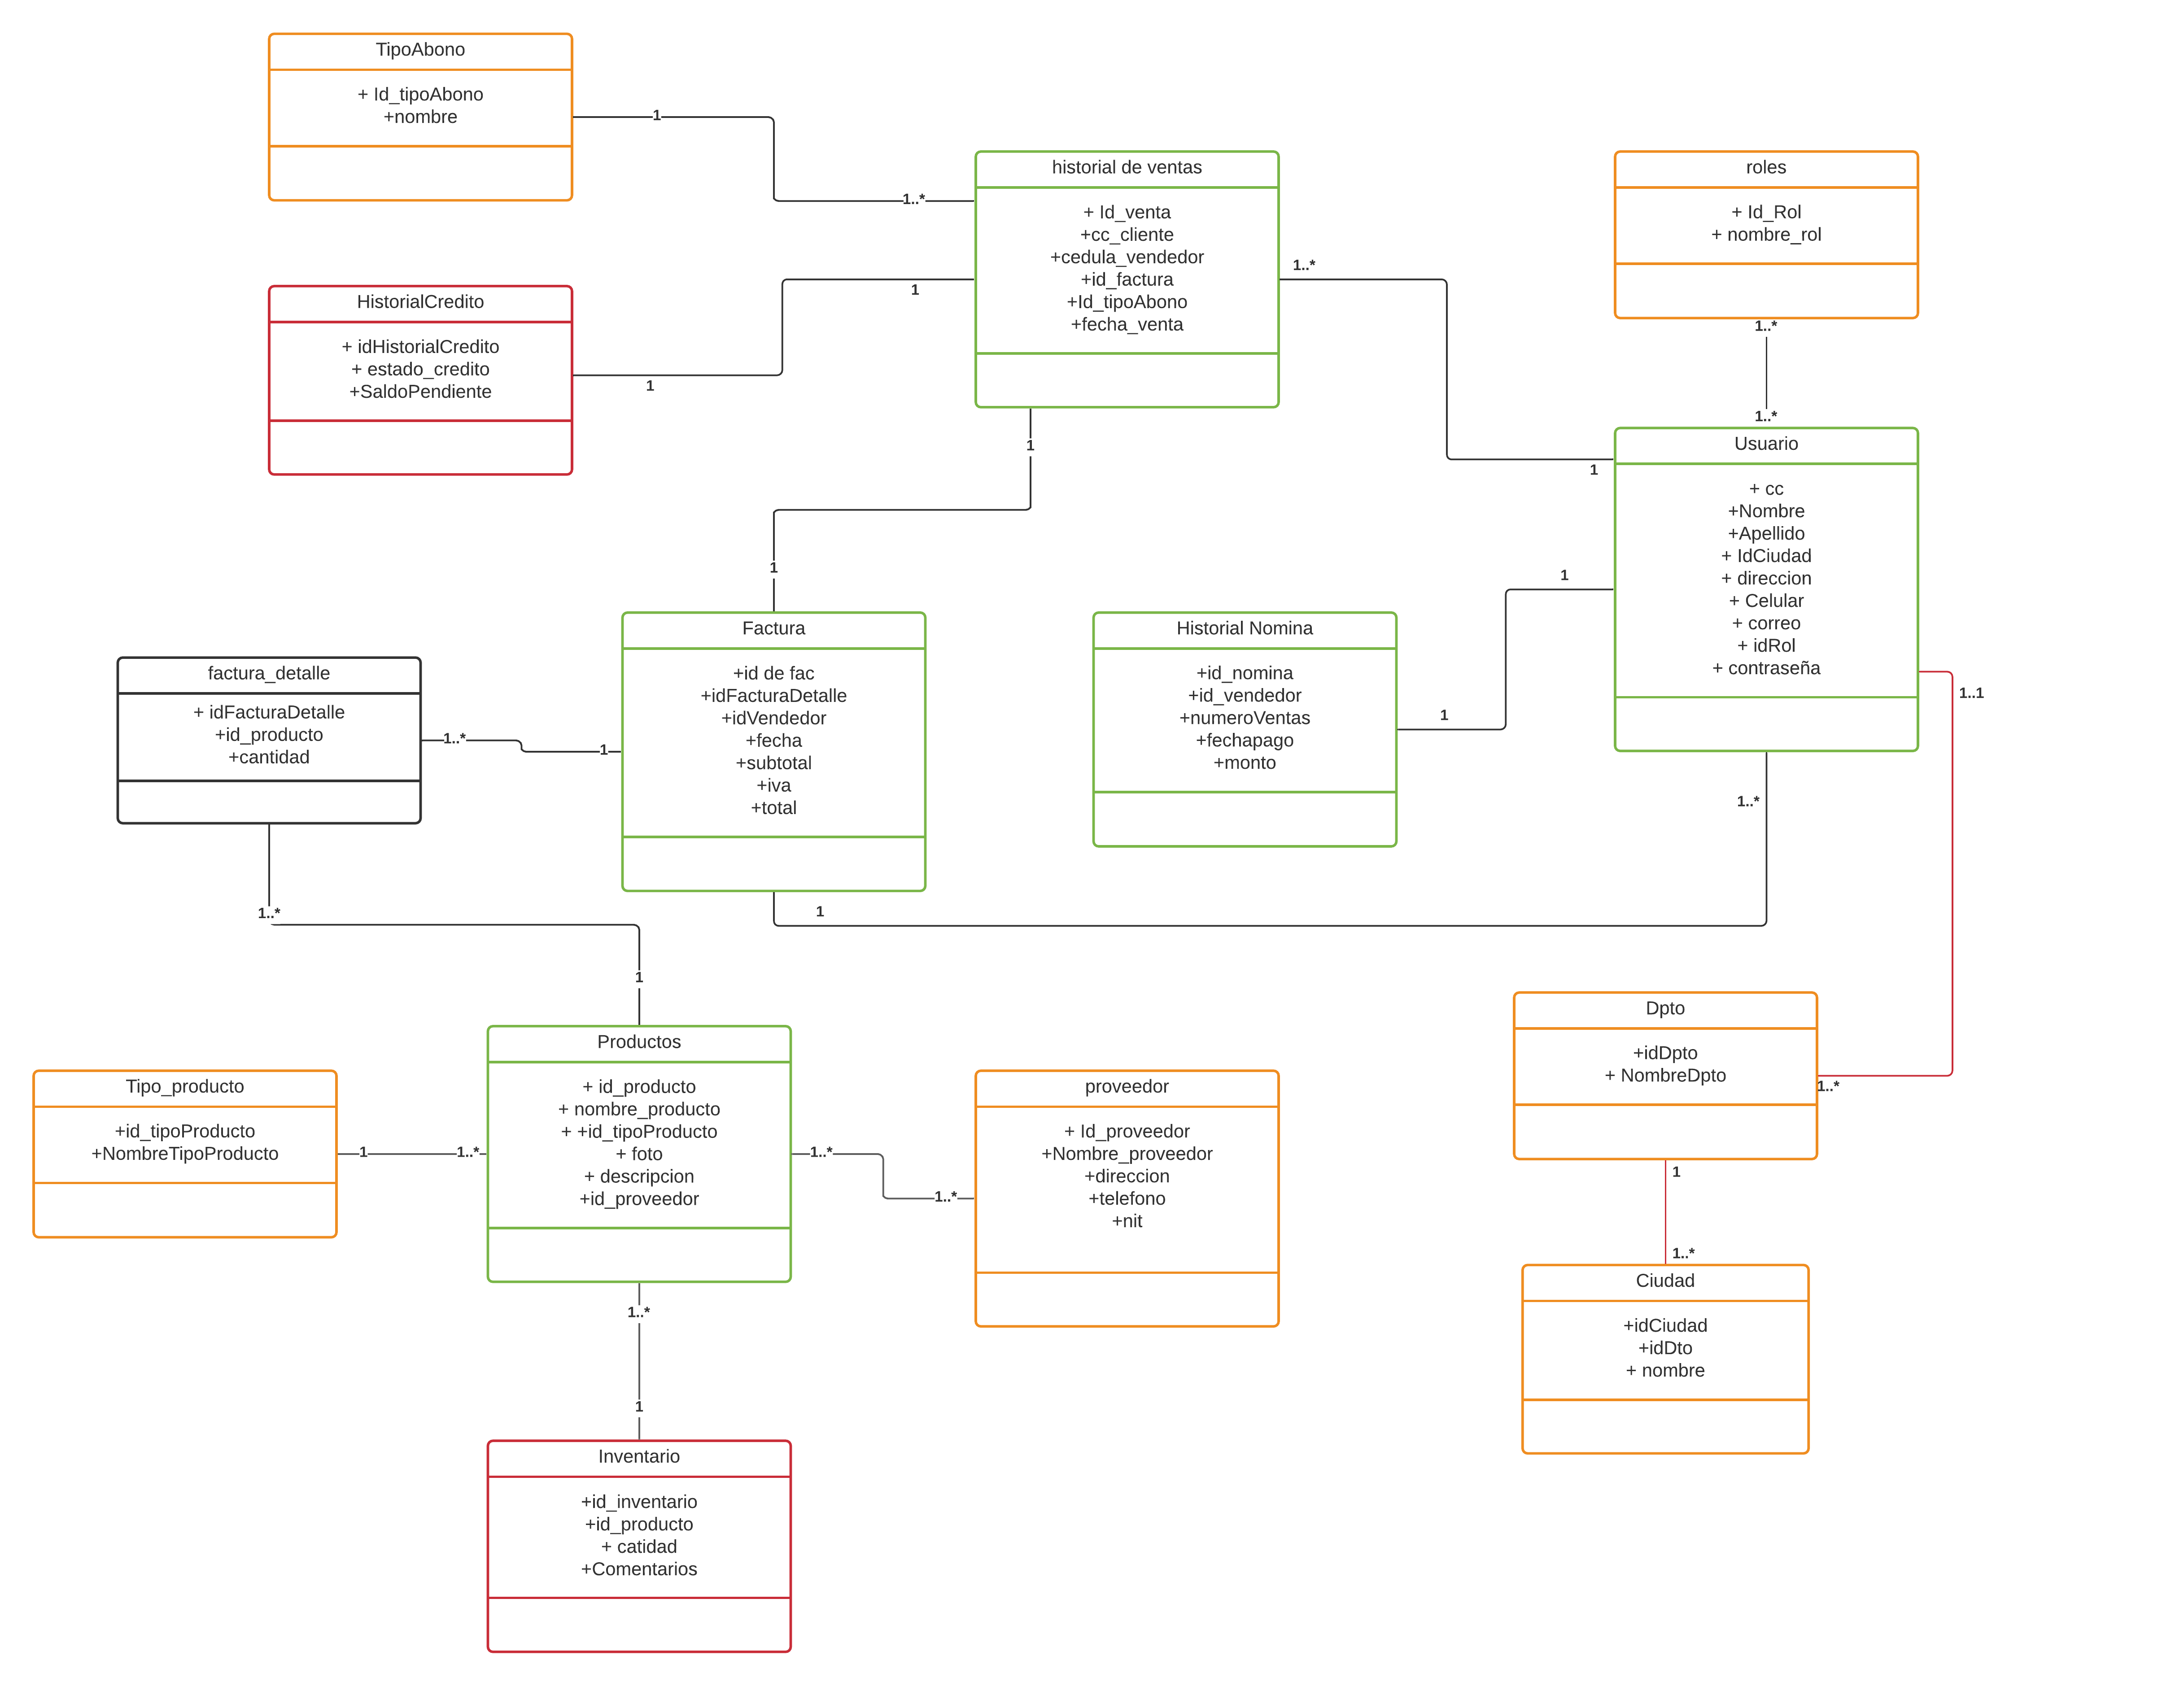 TipoAbono
+ Id_tipoAbono
+nombre
1
1..*
historial de ventas
+ Id_venta
+cc_cliente
+cedula_vendedor
+id_factura
+Id_tipoAbono
+fecha_venta
roles
+ Id_Rol
+ nombre_rol
1..*
1..*
HistorialCredito
+ idHistorialCredito
+ estado_credito
+SaldoPendiente
1
1
1..*
1
1
1
Usuario
+ cc
+Nombre
+Apellido
+ IdCiudad
+ direccion
+ Celular
+ correo
+ idRol
+ contraseña
factura_detalle
+ idFacturaDetalle
+id_producto
+cantidad
1..*
1
Factura
+id de fac
+idFacturaDetalle
+idVendedor
+fecha
+subtotal
+iva
+total
Historial Nomina
+id_nomina
+id_vendedor
+numeroVentas
+fechapago
+monto
1
1
1..1
1..*
1
1..*
1
Productos
+ id_producto
+ nombre_producto
+ +id_tipoProducto
+ foto
+ descripcion
+id_proveedor
Tipo_producto
+id_tipoProducto
+NombreTipoProducto
1
1..*
1..*
1..*
proveedor
+ Id_proveedor
+Nombre_proveedor
+direccion
+telefono
+nit
Dpto
+idDpto
+ NombreDpto
1..*
1
1..*
Ciudad
+idCiudad
+idDto
+ nombre
1..*
1
Inventario
+id_inventario
+id_producto
+ catidad
+Comentarios